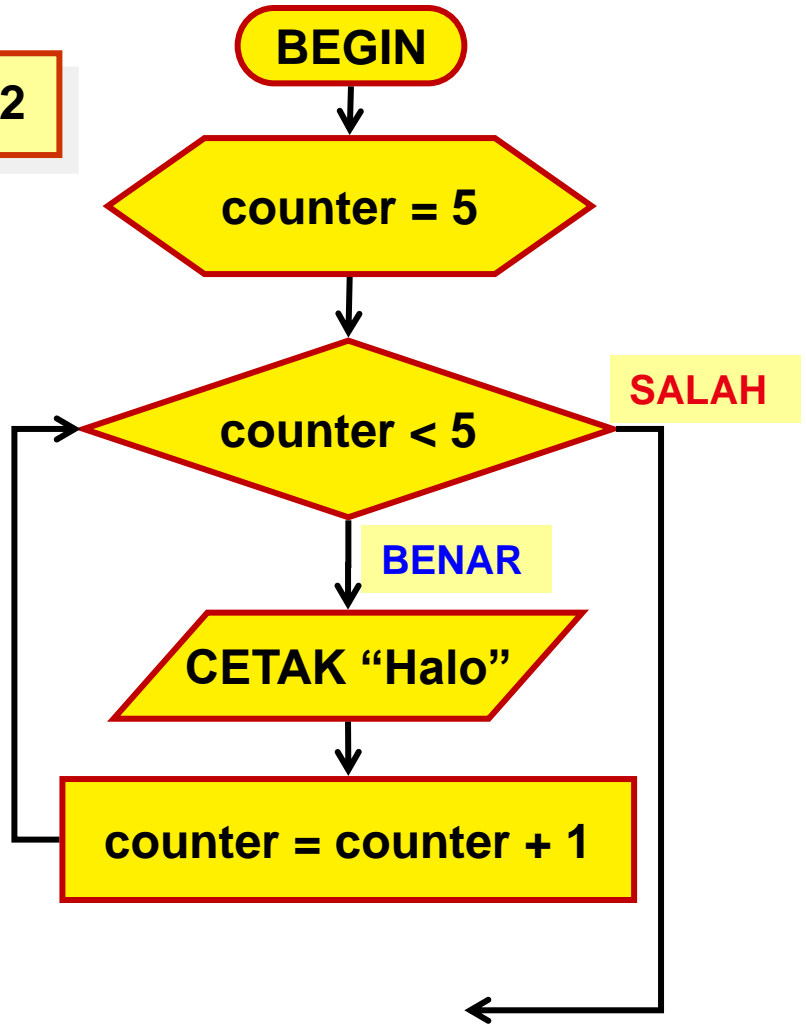 BEGIN
2
counter = 5
counter < 5
SALAH
BENAR
CETAK “Halo”
counter = counter + 1